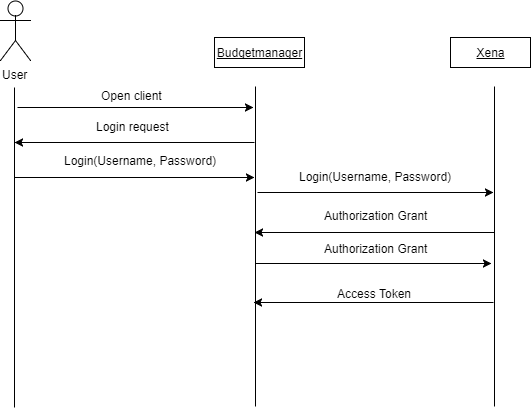 User
Budgetmanager
Xena
Open client
Login request
Login(Username, Password)
Login(Username, Password)
Authorization Grant
Authorization Grant
Access Token